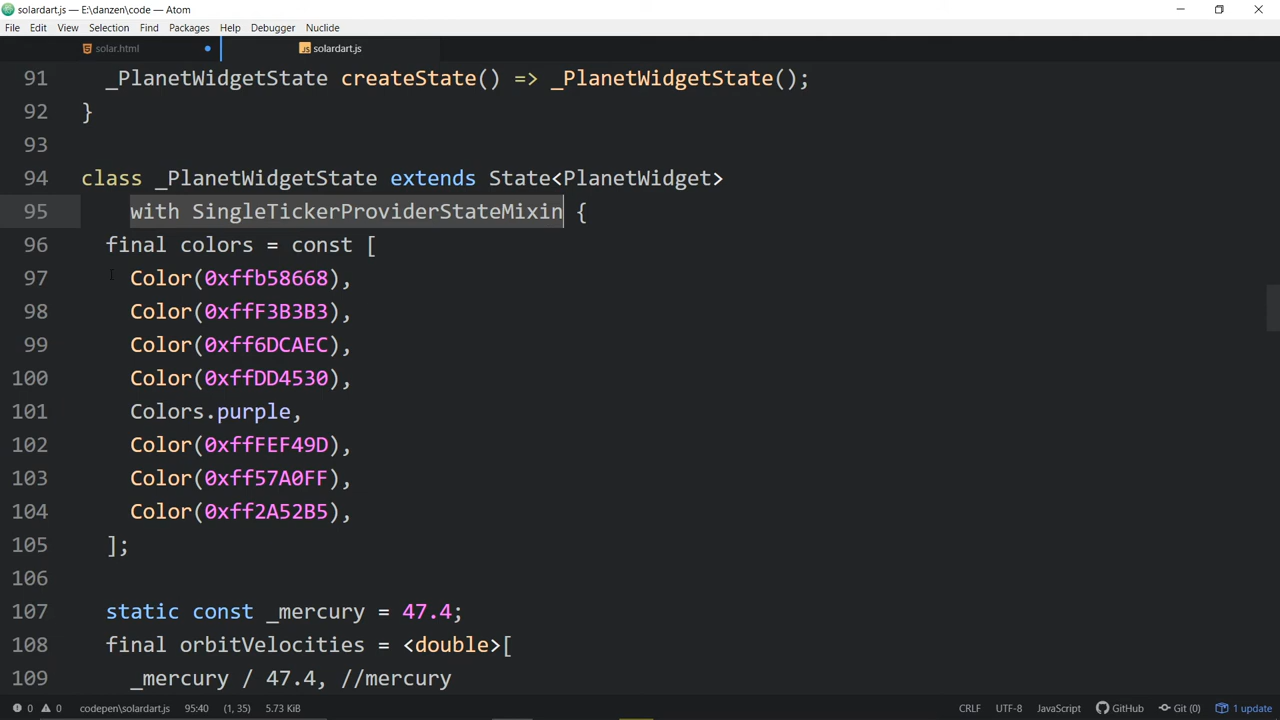 solardart.js — E:\danzen\code — Atom
File Edit View Selection Find Packages Help Debugger Nuclide
solar.html solardart.js
91 _PlanetWidgetState createState() => _PlanetWidgetState();
92 }
93
94 class _PlanetWidgetState extends State<PlanetWidget>
95 with SingleTickerProviderStateMixin {
96 final colors = const [
97 Color(0xffb58668),
98 Color(0xffF3B3B3),
99 Color(0xff6DCAEC),
100 Color(0xffDD4530),
101 Colors.purple,
102 Color(0xffFEF49D),
103 Color(0xff57A0FF),
104 Color(0xff2A52B5),
105 ];
106
107 static const _mercury = 47.4;
108 final orbitVelocities = <double>[
109 _mercury / 47.4, //mercury
0 0 codepen\solardart.js 95:40 (1, 35) 5.73 KiB CRLF UTF-8 JavaScript GitHub Git (0) 1 update